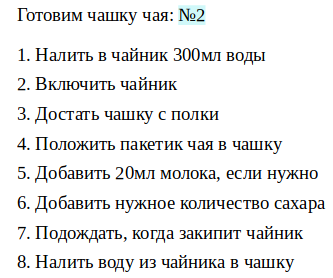 Готовим чашку чая: №2
1. Налить в чайник 300мл воды
2. Включить чайник
3. Достать чашку с полки
4. Положить пакетик чая в чашку
5. Добавить 20мл молока, если нужно
6. Добавить нужное количество сахара
7. Подождать, когда закипит чайник
8. Налить воду из чайника в чашку